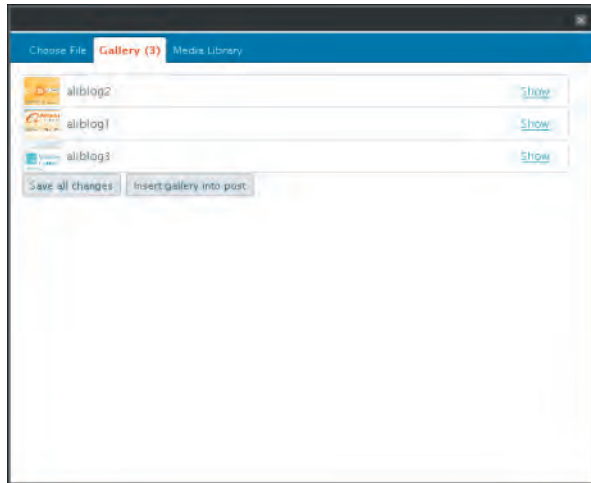 Choose File Gallery (3) Media Library
aliblog2 Show
aliblog1 Show
aliblog3 Show
Save all changes Insert gallery into post